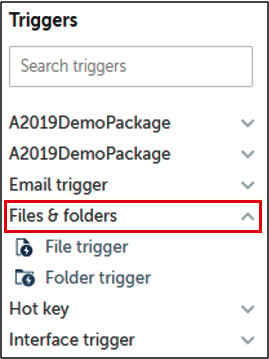 Triggers
Search triggers
A2019DemoPackage
A2019DemoPackage
Email trigger
Files & folders
File trigger
Folder trigger
Hot key
Interface trigger